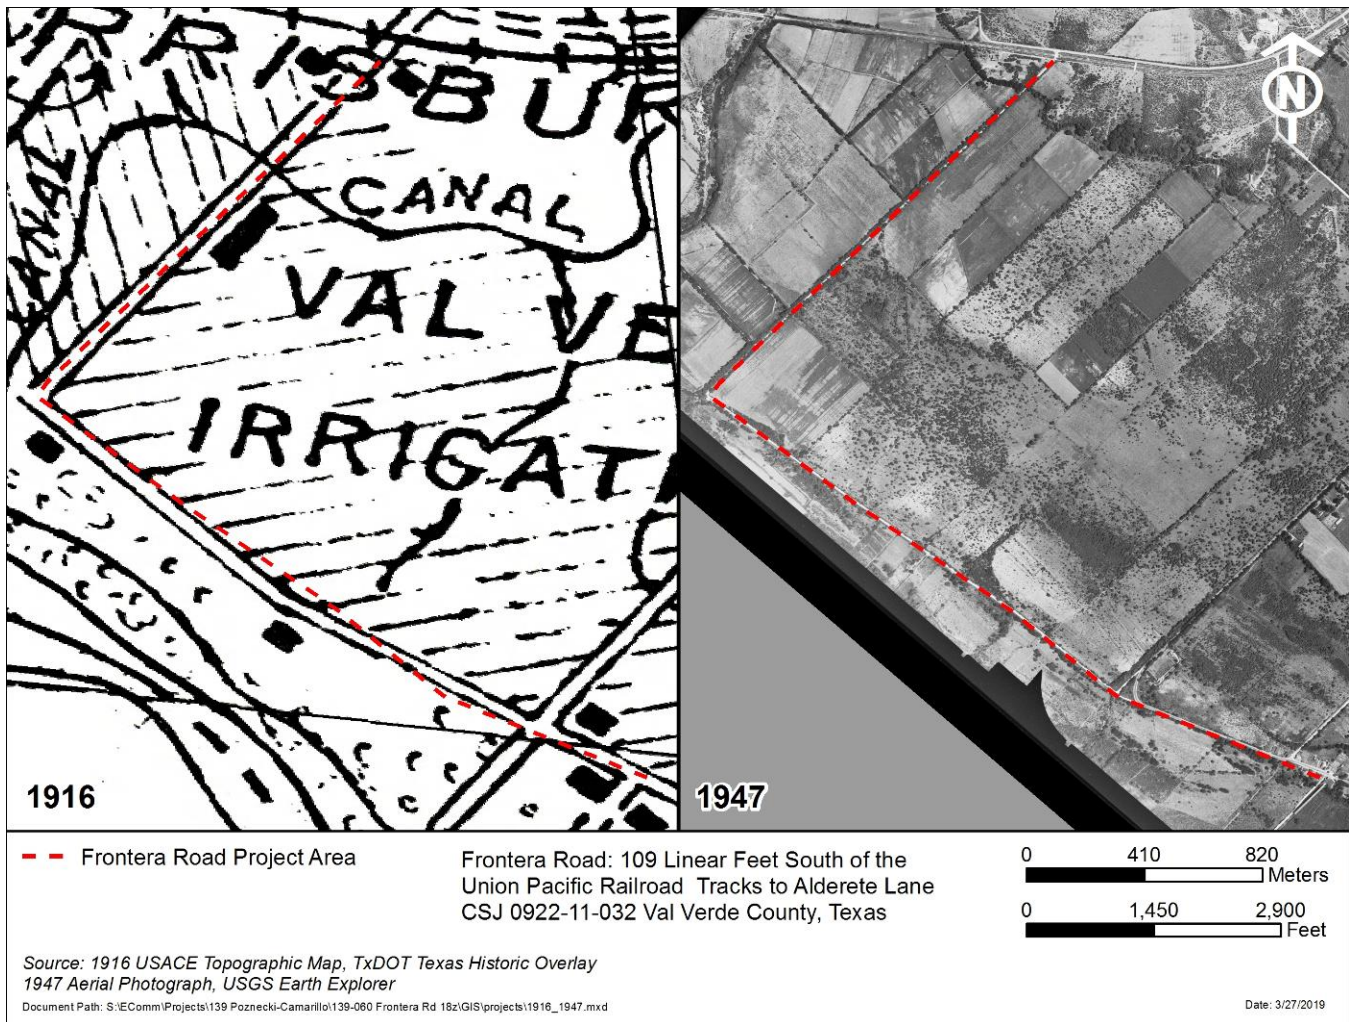 RRISBUR
CANAL
ANAL
VAL VE
IRRIGAT
N
1916
1947
Frontera Road Project Area
Frontera Road: 109 Linear Feet South of the
Union Pacific Railroad Tracks to Alderete Lane
CSJ 0922-11-032 Val Verde County, Texas
0 410 820
Meters
0 1,450 2,900
Feet
Source: 1916 USACE Topographic Map, TxDOT Texas Historic Overlay
1947 Aerial Photograph, USGS Earth Explorer
Document Path: S:\EComm\Projects\139 Poznecki-Camarillo\139-060 Frontera Rd 18z\GIS\projects\1916_1947.mxd
Date: 3/27/2019